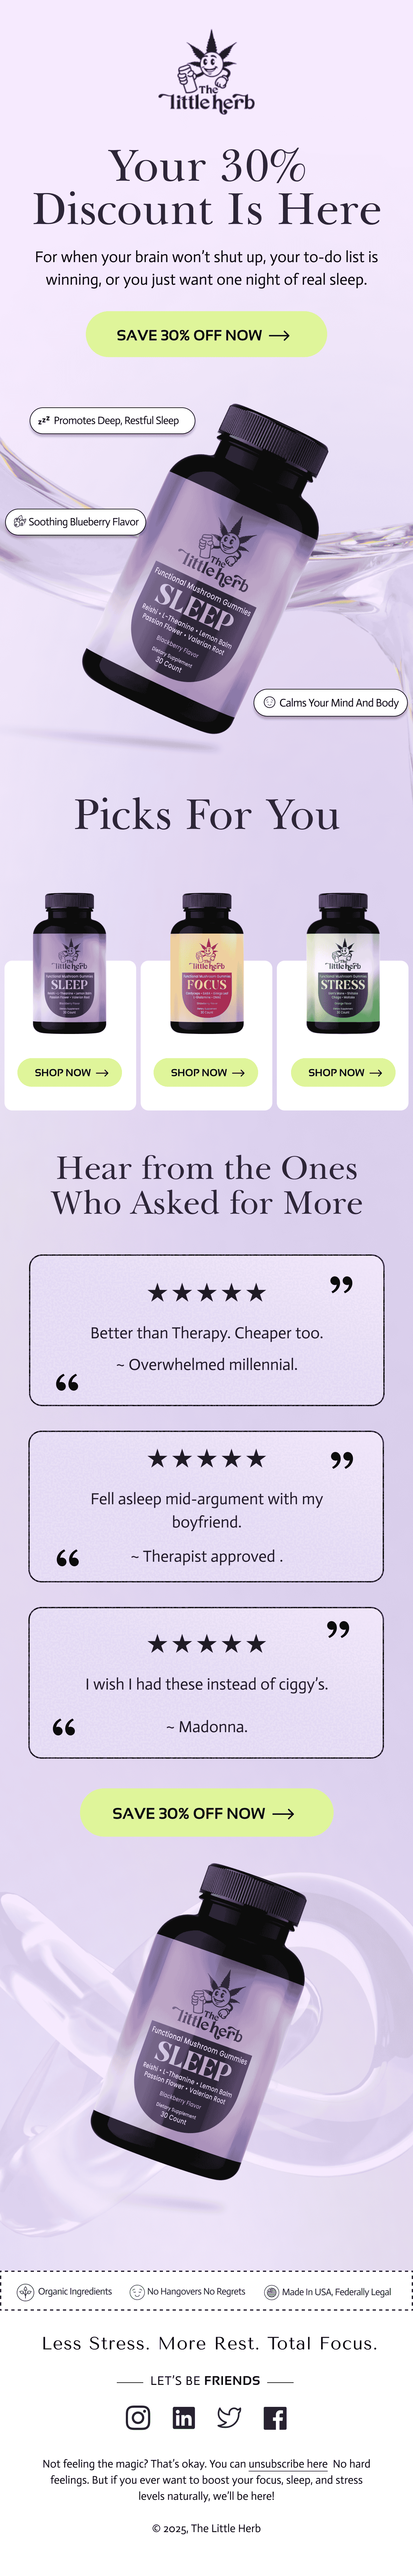 The
little herb
Your 30%
Discount Is Here
For when your brain won't shut up, your to-do list is
winning, or you just want one night of real sleep.
SAVE 30% OFF NOW →
zzz Promotes Deep, Restful Sleep
Soothing Blueberry Flavor
The
little herb
Functional Mushroom Gummies
SLEEP
Reishi • L-Theanine • Lemon Balm
Passion Flower • Valerian Root
Blackberry Flavor
Dietary Supplement
30 Count
Calms Your Mind And Body
Picks For You
The
little herb
Functional Mushroom Gummies
SLEEP
The
little herb
Functional Mushroom Gummies
FOCUS
The
little herb
Functional Mushroom Gummies
STRESS
SHOP NOW →
SHOP NOW →
SHOP NOW →
Hear from the Ones
Who Asked for More
★★★★★ ”
Better than Therapy. Cheaper too.
~ Overwhelmed millennial.
“
★★★★★ ”
Fell asleep mid-argument with my
boyfriend.
“ ~ Therapist approved .
★★★★★ ”
I wish I had these instead of ciggy's.
“ ~ Madonna.
SAVE 30% OFF NOW →
The
little herb
Functional Mushroom Gummies
SLEEP
Reishi • L-Theanine • Lemon Balm
Passion Flower • Valerian Root
Blackberry Flavor
Dietary Supplement
30 Count
Organic Ingredients
No Hangovers No Regrets
Made In USA, Federally Legal
Less Stress. More Rest. Total Focus.
LET'S BE FRIENDS
Not feeling the magic? That's okay. You can unsubscribe here No hard
feelings. But if you ever want to boost your focus, sleep, and stress
levels naturally, we'll be here!
© 2025, The Little Herb